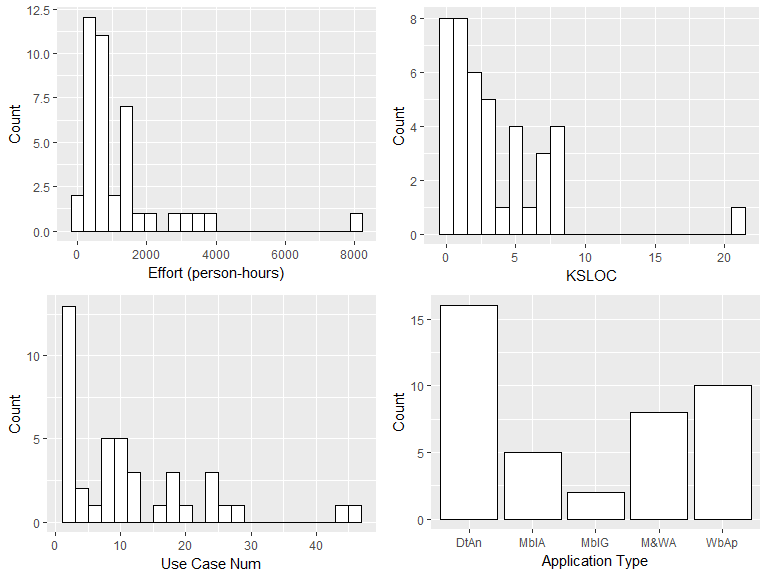 12.5
10.0
7.5
5.0
2.5
0.0
Count
0 2000 4000 6000 8000
Effort (person-hours)
8
6
4
2
0
Count
0 5 10 15 20
KSLOC
10
5
0
Count
0 10 20 30 40
Use Case Num
15
10
5
0
Count
DtAn MblA MblG M&WA WbAp
Application Type